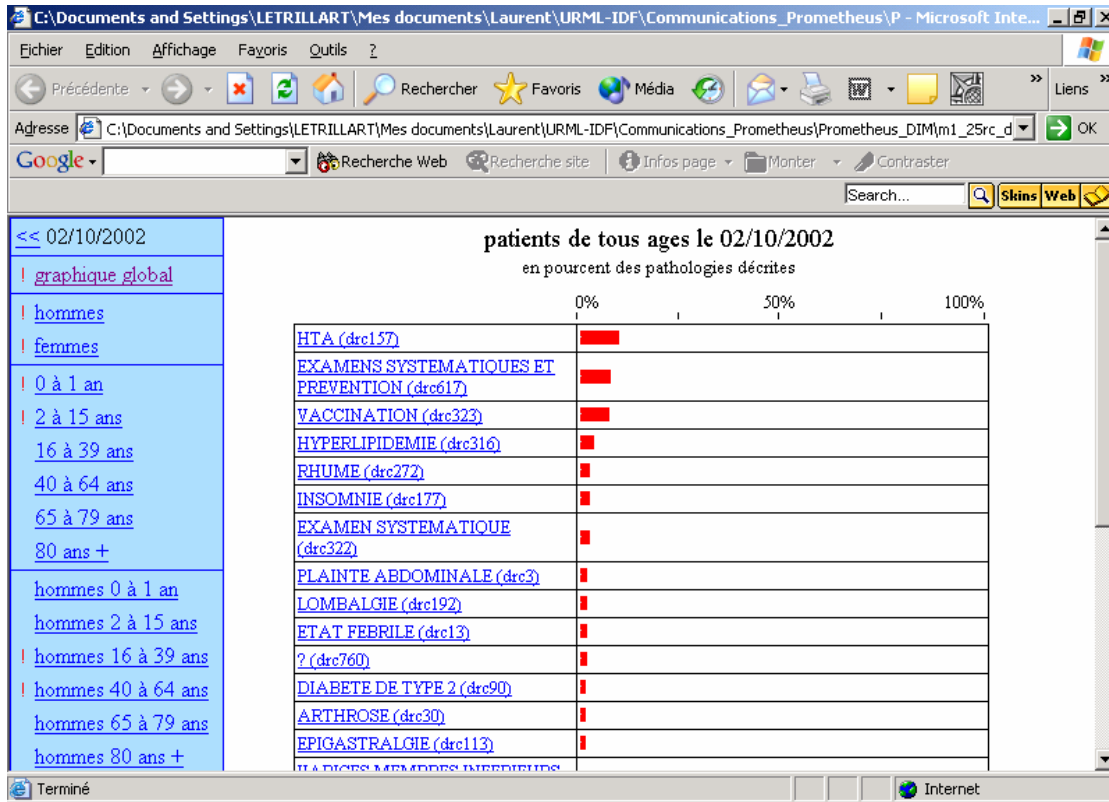 C:\Documents and Settings\LETRILLART\Mes documents\Laurent\URML-IDF\Communications_Prometheus\P - Microsoft Inte...
Fichier Edition Affichage Favoris Outils ?
Précédente Rechercher Favoris Média » Liens »
Adresse C:\Documents and Settings\LETRILLART\Mes documents\Laurent\URML-IDF\Communications_Prometheus\Prometheus_DIM\m1_25rc_d OK
Google Recherche Web Recherche site Infos page Monter Contraster
Search... Skins Web
<< 02/10/2002
! graphique global
! hommes
! femmes
! 0 à 1 an
! 2 à 15 ans
16 à 39 ans
40 à 64 ans
65 à 79 ans
80 ans +
hommes 0 à 1 an
hommes 2 à 15 ans
! hommes 16 à 39 ans
! hommes 40 à 64 ans
hommes 65 à 79 ans
hommes 80 ans +
patients de tous ages le 02/10/2002
en pourcent des pathologies décrites
0% 50% 100%
HTA (drc157)
EXAMENS SYSTEMATIQUES ET
PREVENTION (drc617)
VACCINATION (drc323)
HYPERLIPIDEMIE (drc316)
RHUME (drc272)
INSOMNIE (drc177)
EXAMEN SYSTEMATIQUE
(drc322)
PLAINTE ABDOMINALE (drc3)
LOMBALGIE (drc192)
ETAT FEBRILE (drc13)
? (drc760)
DIABETE DE TYPE 2 (drc90)
ARTHROSE (drc30)
EPIGASTRALGIE (drc113)
Terminé Internet